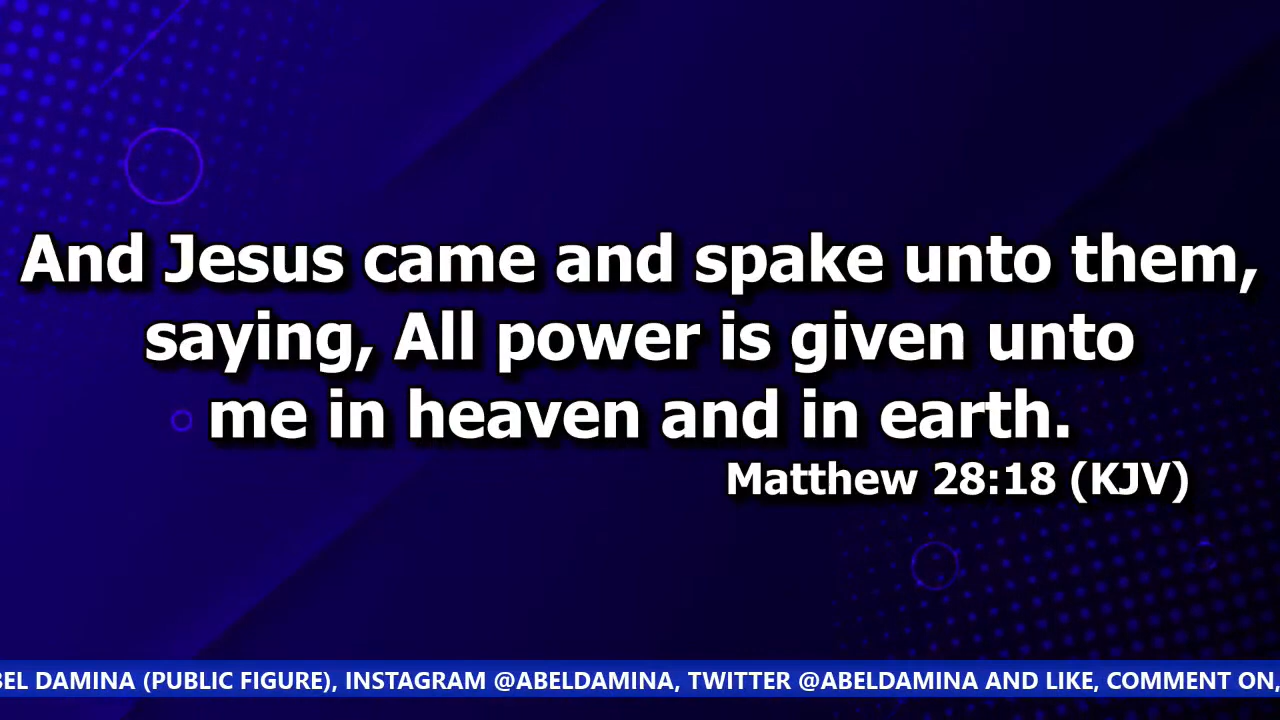 And Jesus came and spake unto them,
saying, All power is given unto
me in heaven and in earth.
Matthew 28:18 (KJV)
DAMINA (PUBLIC FIGURE), INSTAGRAM @ABELDAMINA, TWITTER @ABELDAMINA AND LIKE, COMMENT ON,